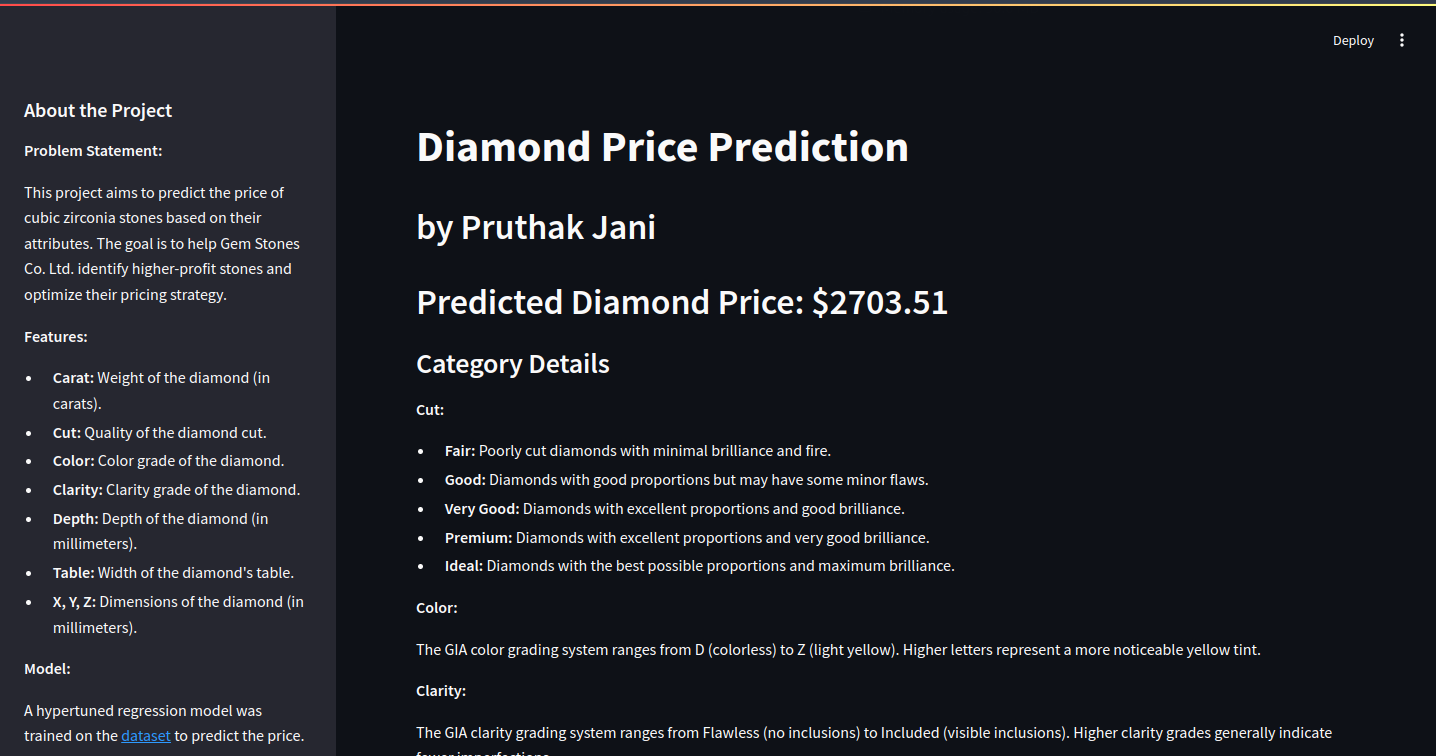 Deploy
About the Project
Problem Statement:
This project aims to predict the price of
cubic zirconia stones based on their
attributes. The goal is to help Gem Stones
Co. Ltd. identify higher-profit stones and
optimize their pricing strategy.
Features:
Carat: Weight of the diamond (in
carats).
Cut: Quality of the diamond cut.
Color: Color grade of the diamond.
Clarity: Clarity grade of the diamond.
Depth: Depth of the diamond (in
millimeters).
Table: Width of the diamond's table.
X, Y, Z: Dimensions of the diamond (in
millimeters).
Model:
A hypertuned regression model was
trained on the dataset to predict the price.
Diamond Price Prediction
by Pruthak Jani
Predicted Diamond Price: $2703.51
Category Details
Cut:
Fair: Poorly cut diamonds with minimal brilliance and fire.
Good: Diamonds with good proportions but may have some minor flaws.
Very Good: Diamonds with excellent proportions and good brilliance.
Premium: Diamonds with excellent proportions and very good brilliance.
Ideal: Diamonds with the best possible proportions and maximum brilliance.
Color:
The GIA color grading system ranges from D (colorless) to Z (light yellow). Higher letters represent a more noticeable yellow tint.
Clarity:
The GIA clarity grading system ranges from Flawless (no inclusions) to Included (visible inclusions). Higher clarity grades generally indicate